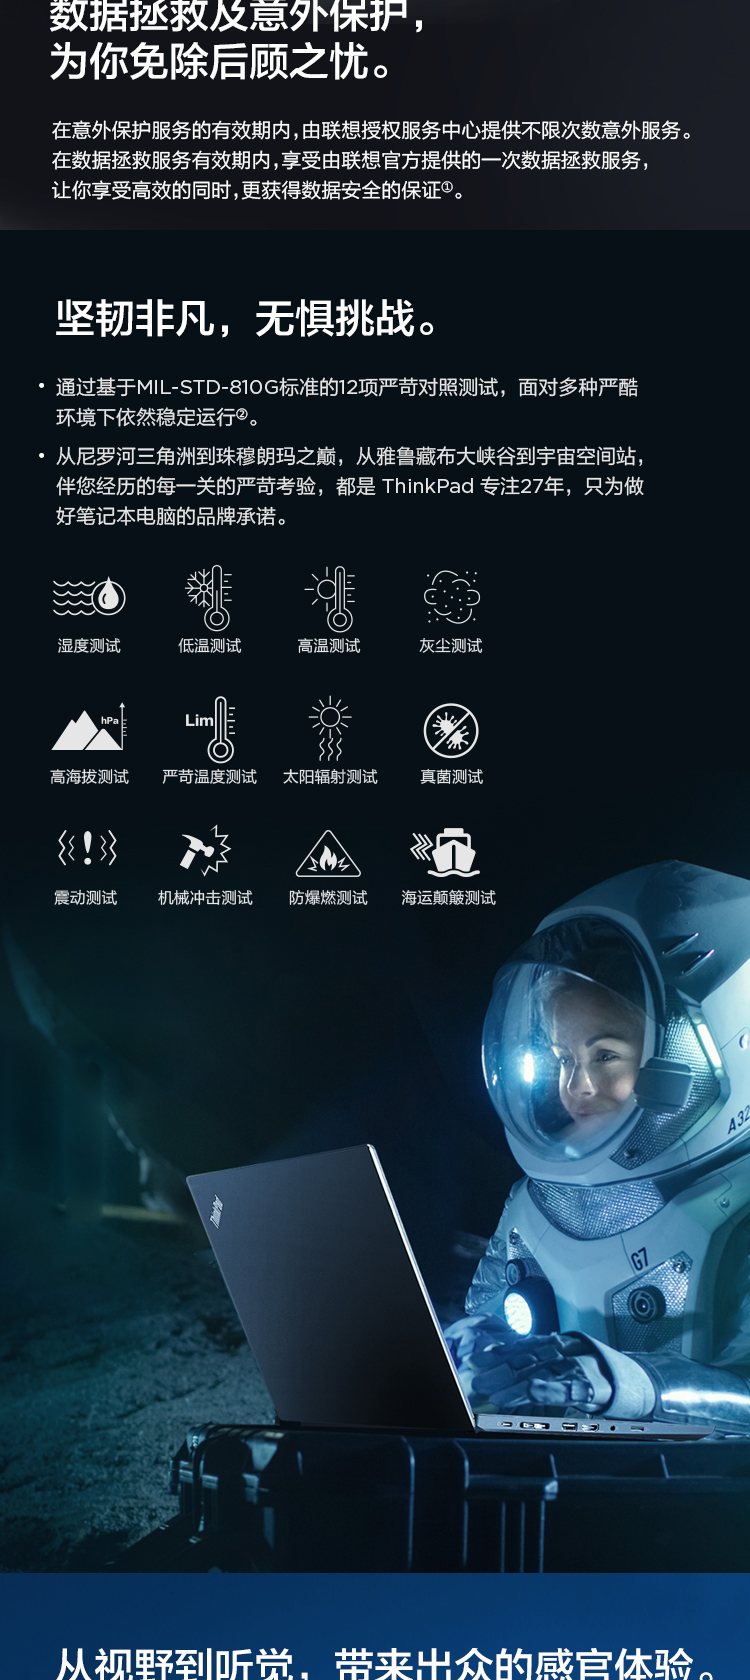 数据拯救及意外保护，
为你免除后顾之忧。
在意外保护服务的有效期内，由联想授权服务中心提供不限次数意外服务。
在数据拯救服务有效期内，享受由联想官方提供的一次数据拯救服务，
让你享受高效的同时，更获得数据安全的保证①。
坚韧非凡，无惧挑战。
• 通过基于MIL-STD-810G标准的12项严苛对照测试，面对多种严酷
环境下依然稳定运行②。
• 从尼罗河三角洲到珠穆朗玛之巅，从雅鲁藏布大峡谷到宇宙空间站，
伴您经历的每一关的严苛考验，都是 ThinkPad 专注27年，只为做
好笔记本电脑的品牌承诺。
湿度测试 低温测试 高温测试 灰尘测试
hPa Lim
高海拔测试 严苛温度测试 太阳辐射测试 真菌测试
震动测试 机械冲击测试 防爆燃测试 海运颠簸测试
A32
ThinkPad
G7
从视野到听觉，带来出众的感官体验。